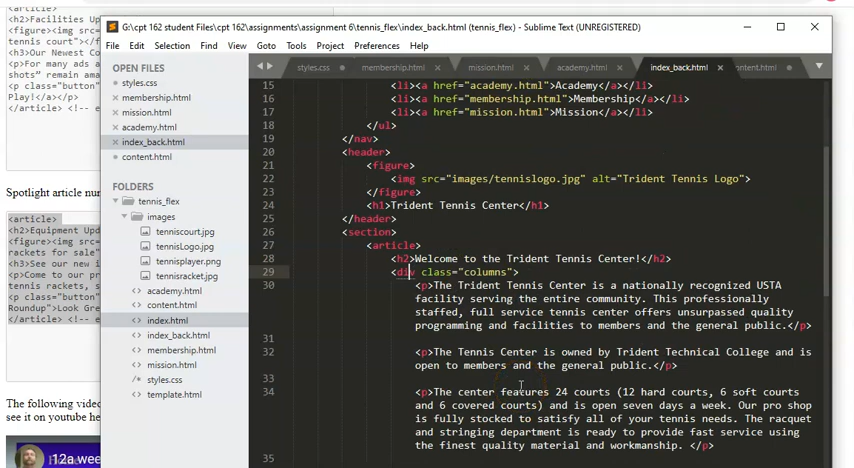 <article>
<h2>Facilities Up
<figure><img src=
tennis court"></f
<h3>Our Newest Co
<p>For many ads a
shots” remain ama
<p class="button"
Play!</a></p>
</article> <!-- e
Spotlight article nur
<article>
<h2>Equipment Upd
<figure><img src=
rackets for sale"
<h3>See our new i
<p>Come to our pr
tennis rackets, s
<p class="button"
Roundup">Look Gre
</article> <!-- e
The following video
see it on youtube he
12a wee
G:\cpt 162 student Files\cpt 162\assignments\assignment 6\tennis_flex\index_back.html (tennis_flex) - Sublime Text (UNREGISTERED)
File Edit Selection Find View Goto Tools Project Preferences Help
OPEN FILES
styles.css
membership.html
mission.html
academy.html
index_back.html
content.html
FOLDERS
tennis_flex
images
tenniscourt.jpg
tennisLogo.jpg
tennisplayer.png
tennisracket.jpg
academy.html
content.html
index.html
index_back.html
membership.html
mission.html
styles.css
template.html
styles.css membership.html mission.html academy.html index_back.html ontent.html
15 <li><a href="academy.html">Academy</a></li>
16 <li><a href="membership.html">Membership</a></li>
17 <li><a href="mission.html">Mission</a></li>
18 </ul>
19 </nav>
20 <header>
21 <figure>
22 <img src="images/tennislogo.jpg" alt="Trident Tennis Logo">
23 </figure>
24 <h1>Trident Tennis Center</h1>
25 </header>
26 <section>
27 <article>
28 <h2>Welcome to the Trident Tennis Center!</h2>
29 <div class="columns">
30 <p>The Trident Tennis Center is a nationally recognized USTA
facility serving the entire community. This professionally
staffed, full service tennis center offers unsurpassed quality
programming and facilities to members and the general public.</p>
31
32 <p>The Tennis Center is owned by Trident Technical College and is
open to members and the general public.</p>
33
34 <p>The center features 24 courts (12 hard courts, 6 soft courts
and 6 covered courts) and is open seven days a week. Our pro shop
is fully stocked to satisfy all of your tennis needs. The racquet
and stringing department is ready to provide fast service using
the finest quality material and workmanship. </p>
35